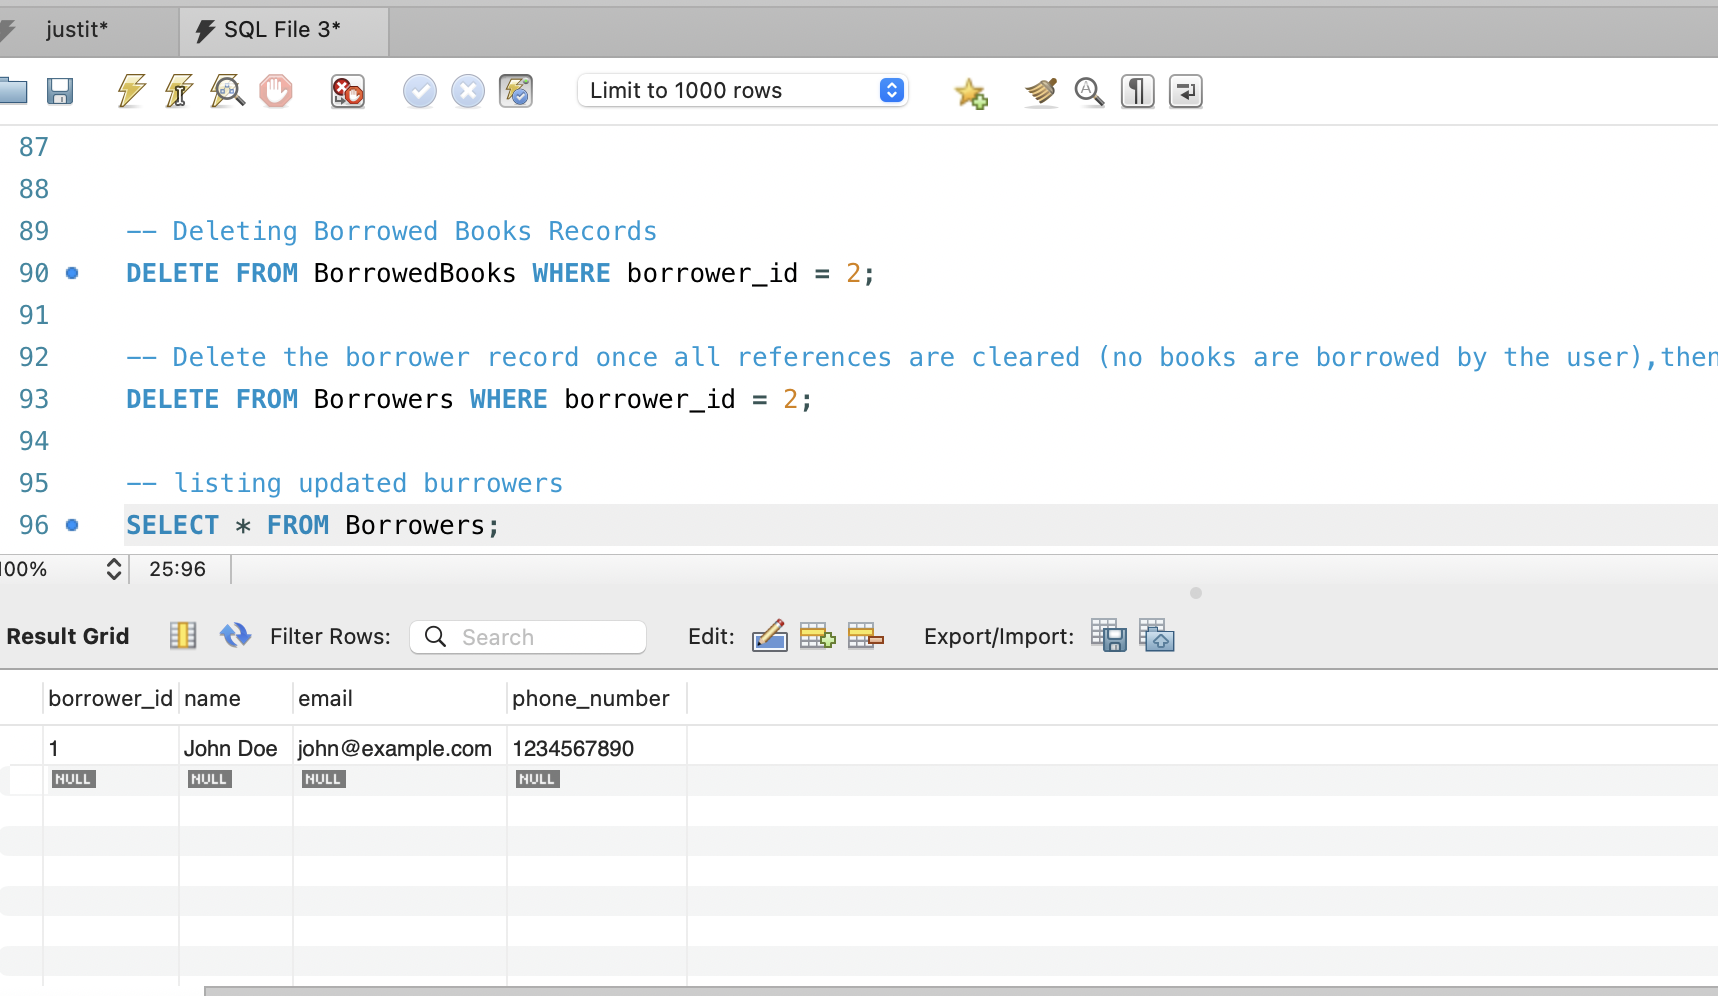 justit*
SQL File 3*
Limit to 1000 rows
87
88
89 -- Deleting Borrowed Books Records
90 DELETE FROM BorrowedBooks WHERE borrower_id = 2;
91
92 -- Delete the borrower record once all references are cleared (no books are borrowed by the user),then
93 DELETE FROM Borrowers WHERE borrower_id = 2;
94
95 -- listing updated burrowers
96 SELECT * FROM Borrowers;
100% 25:96
Result Grid Filter Rows: Search Edit: Export/Import:
borrower_id name email phone_number
1 John Doe john@example.com 1234567890
NULL NULL NULL NULL